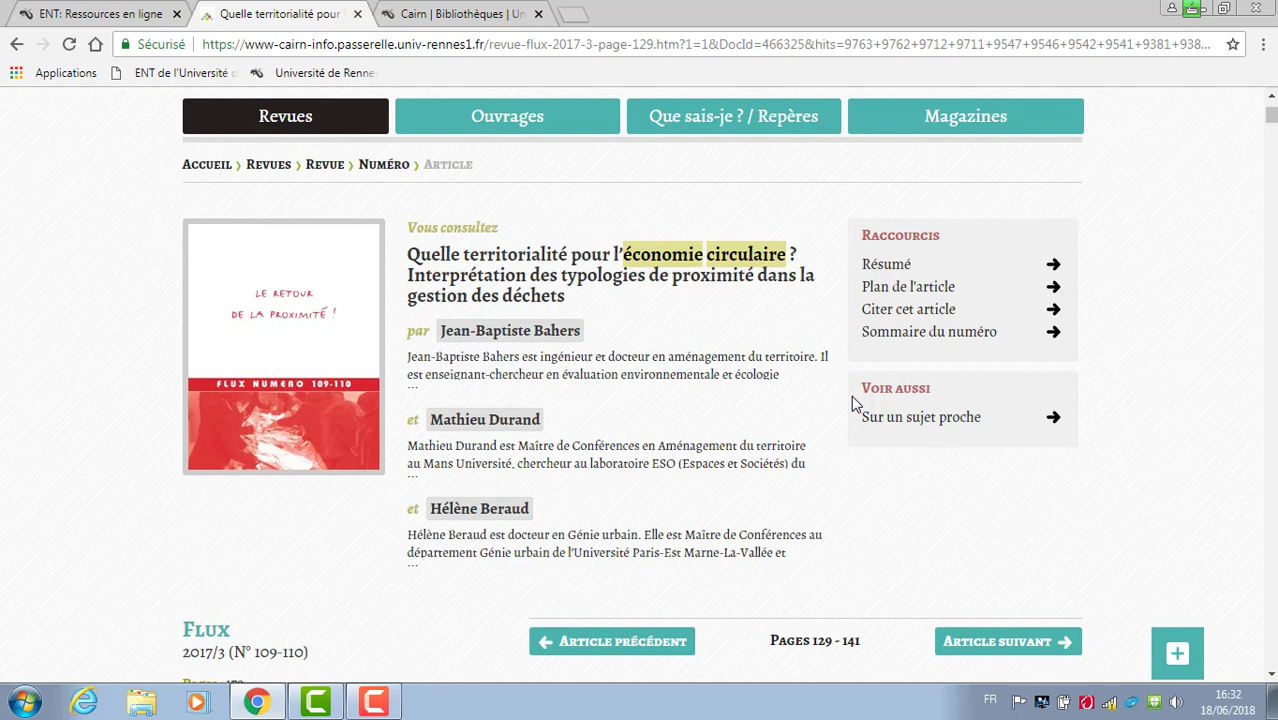 ENT: Ressources en ligne
Quelle territorialité pour l
Cairn | Bibliothèques | Un
Sécurisé
https://www-cairn-info.passerelle.univ-rennes1.fr/revue-flux-2017-3-page-129.htm?1=1&DocId=466325&hits=9763+9762+9712+9711+9547+9546+9542+9541+9381+938...
Applications
ENT de l'Université d
Université de Rennes
Revues
Ouvrages
Que sais-je ? / Repères
Magazines
Accueil › Revues › Revue › Numéro › Article
LE RETOUR
DE LA PROXIMITÉ !
FLUX NUMÉRO 109-110
Vous consultez
Quelle territorialité pour l'économie circulaire ?
Interprétation des typologies de proximité dans la
gestion des déchets
par Jean-Baptiste Bahers
Jean-Baptiste Bahers est ingénieur et docteur en aménagement du territoire. Il
est enseignant-chercheur en évaluation environnementale et écologie
...
et Mathieu Durand
Mathieu Durand est Maître de Conférences en Aménagement du territoire
au Mans Université, chercheur au laboratoire ESO (Espaces et Sociétés) du
...
et Hélène Beraud
Hélène Beraud est docteur en Génie urbain. Elle est Maître de Conférences au
département Génie urbain de l'Université Paris-Est Marne-La-Vallée et
...
Raccourcis
Résumé
Plan de l'article
Citer cet article
Sommaire du numéro
Voir aussi
Sur un sujet proche
Flux
2017/3 (N° 109-110)
Article précédent
Pages 129 - 141
Article suivant
FR
16:32
18/06/2018